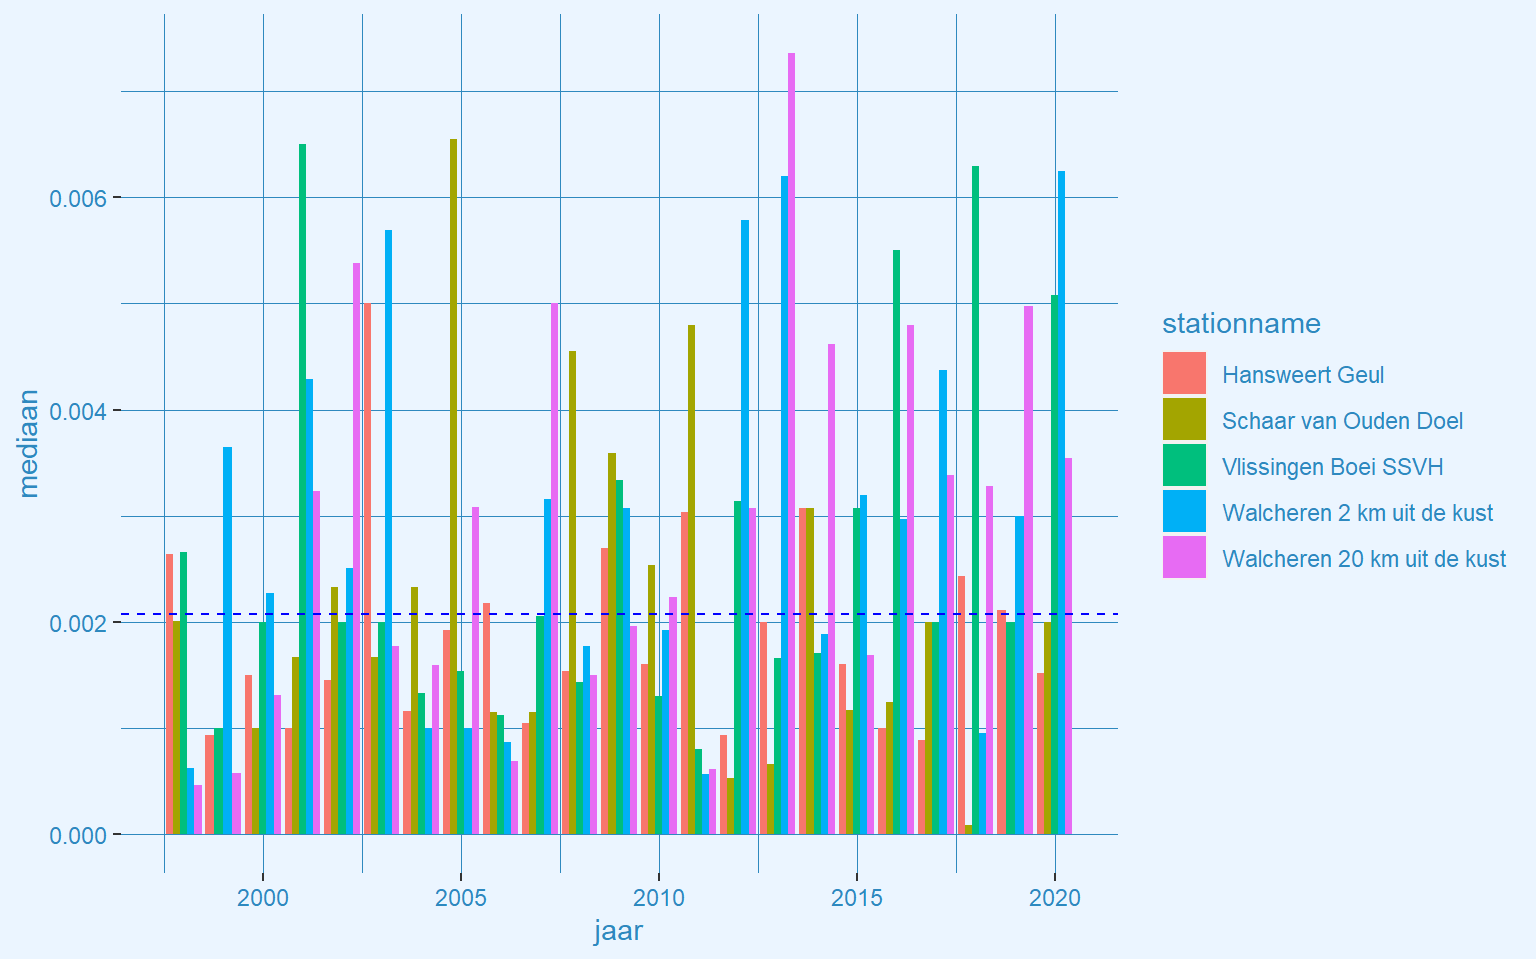 mediaan
0.006
0.004
0.002
0.000
2000 2005 2010 2015 2020
jaar
stationname
Hansweert Geul
Schaar van Ouden Doel
Vlissingen Boei SSVH
Walcheren 2 km uit de kust
Walcheren 20 km uit de kust